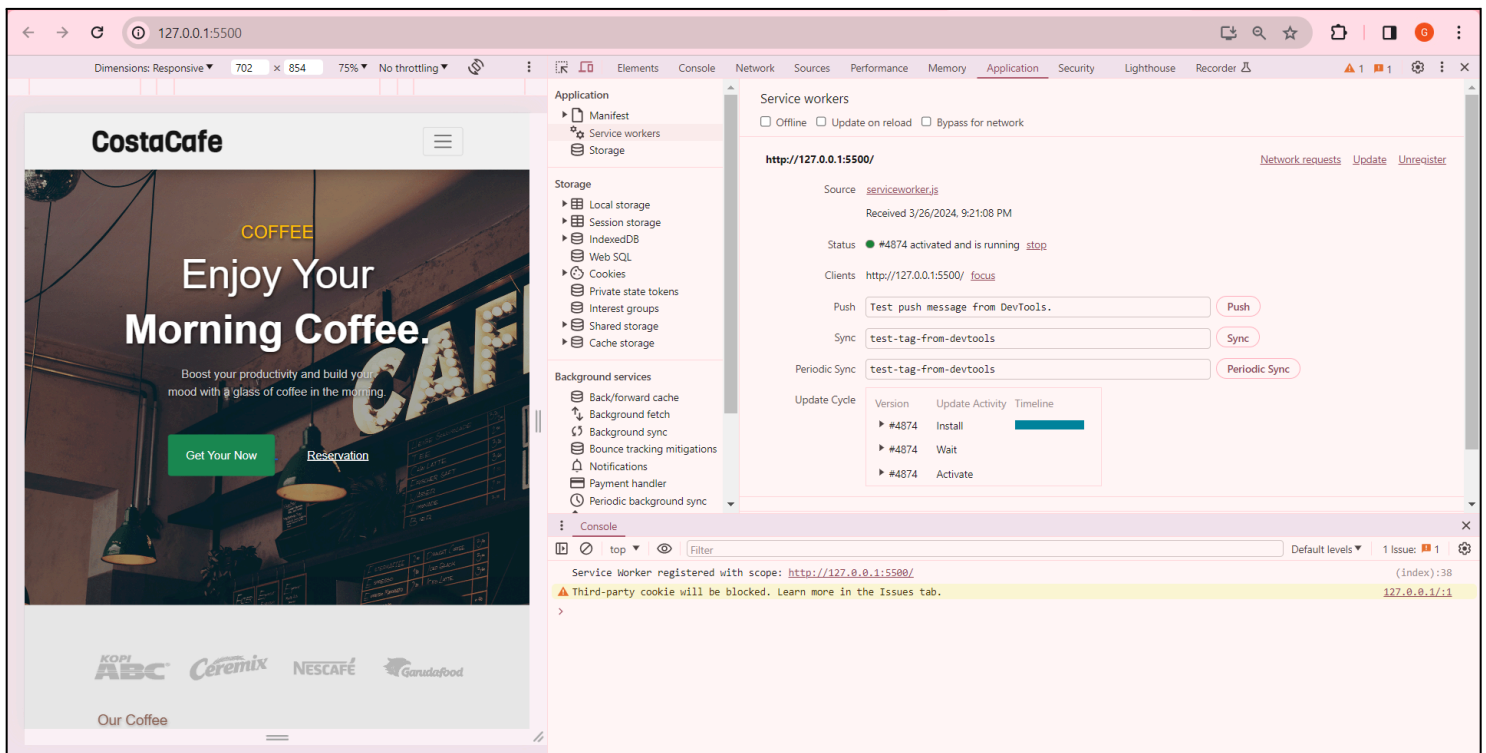 127.0.0.1:5500
G
Dimensions: Responsive 702 × 854 75% No throttling
Elements Console Network Sources Performance Memory Application Security Lighthouse Recorder 1 1
CostaCafe
COFFEE
Enjoy Your
Morning Coffee.
CAF
Boost your productivity and build your
mood with a glass of coffee in the morning.
Get Your Now Reservation
KOPI
ABC Ceremix NESCAFÉ Garudafood
Our Coffee
Application
Manifest
Service workers
Storage
Storage
Local storage
Session storage
IndexedDB
Web SQL
Cookies
Private state tokens
Interest groups
Shared storage
Cache storage
Background services
Back/forward cache
Background fetch
Background sync
Bounce tracking mitigations
Notifications
Payment handler
Periodic background sync
Service workers
Offline Update on reload Bypass for network
http://127.0.0.1:5500/ Network requests Update Unregister
Source serviceworker.js
Received 3/26/2024, 9:21:08 PM
Status #4874 activated and is running stop
Clients http://127.0.0.1:5500/ focus
Push Test push message from DevTools. Push
Sync test-tag-from-devtools Sync
Periodic Sync test-tag-from-devtools Periodic Sync
Update Cycle Version Update Activity Timeline
#4874 Install
#4874 Wait
#4874 Activate
Console
top Filter Default levels 1 Issue: 1
Service Worker registered with scope: http://127.0.0.1:5500/ (index):38
Third-party cookie will be blocked. Learn more in the Issues tab. 127.0.0.1/:1